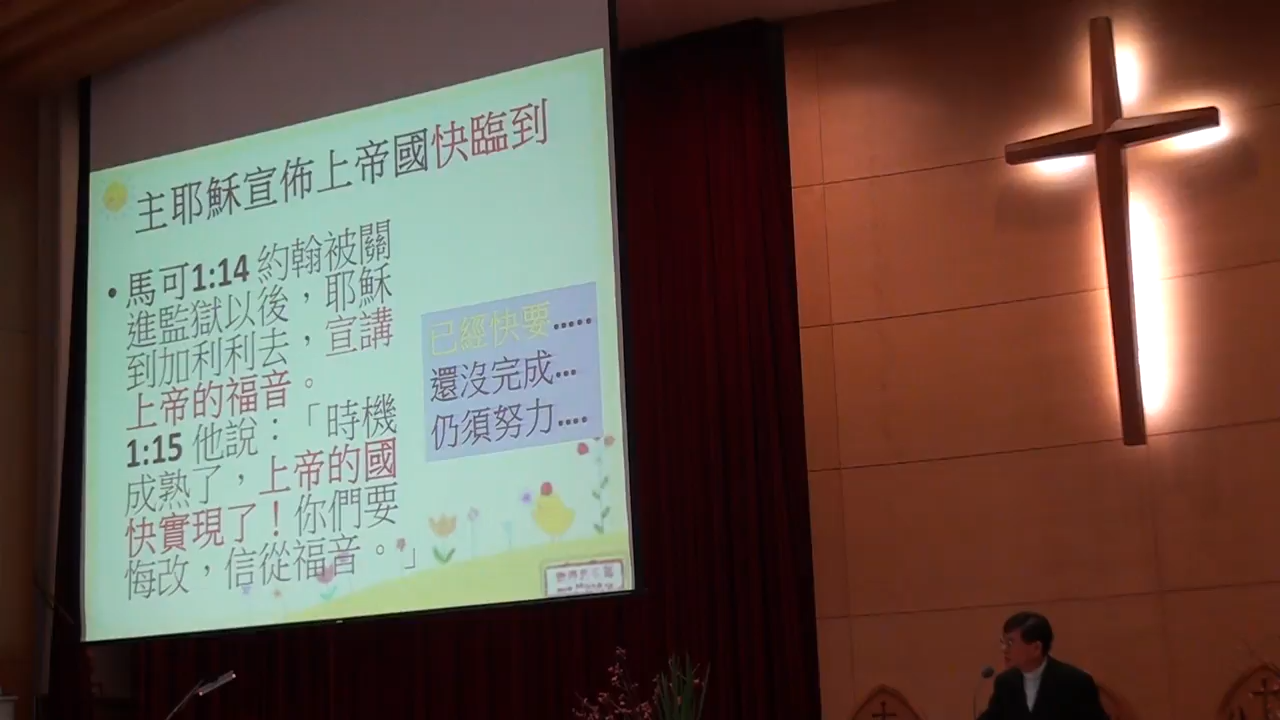 主耶穌宣佈上帝國快臨到
• 馬可1:14 約翰被關
進監獄以後，耶穌
到加利利去，宣講
上帝的福音。
1:15 他說：「時機
成熟了，上帝的國
快實現了！你們要
悔改，信從福音。」
已經快要.....
還沒完成...
仍須努力....